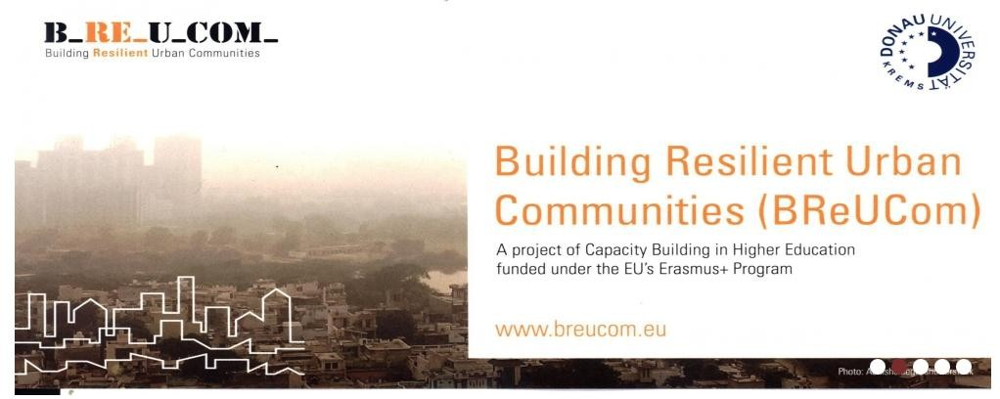 B_RE_U_COM_
Building Resilient Urban Communities
DONAU UNIVERSITÄT
KREMS
Building Resilient Urban
Communities (BReUCom)
A project of Capacity Building in Higher Education
funded under the EU's Erasmus+ Program
www.breucom.eu
Photo: